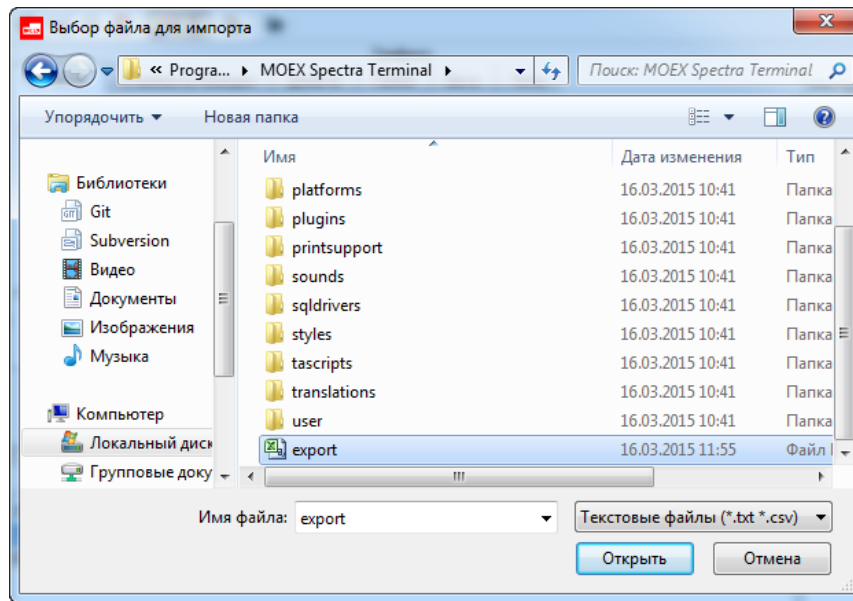 Выбор файла для импорта
« Progra... MOEX Spectra Terminal Поиск: MOEX Spectra Terminal
Упорядочить Новая папка
Имя Дата изменения Тип
Библиотеки
Git
Subversion
Видео
Документы
Изображения
Музыка
Компьютер
Локальный диск
Групповые доку
platforms 16.03.2015 10:41 Папка
plugins 16.03.2015 10:41 Папка
printsupport 16.03.2015 10:41 Папка
sounds 16.03.2015 10:41 Папка
sqldrivers 16.03.2015 10:41 Папка
styles 16.03.2015 10:41 Папка
tascripts 16.03.2015 10:41 Папка
translations 16.03.2015 10:41 Папка
user 16.03.2015 10:41 Папка
export 16.03.2015 11:55 Файл
Имя файла: export Текстовые файлы (*.txt *.csv)
Открыть Отмена